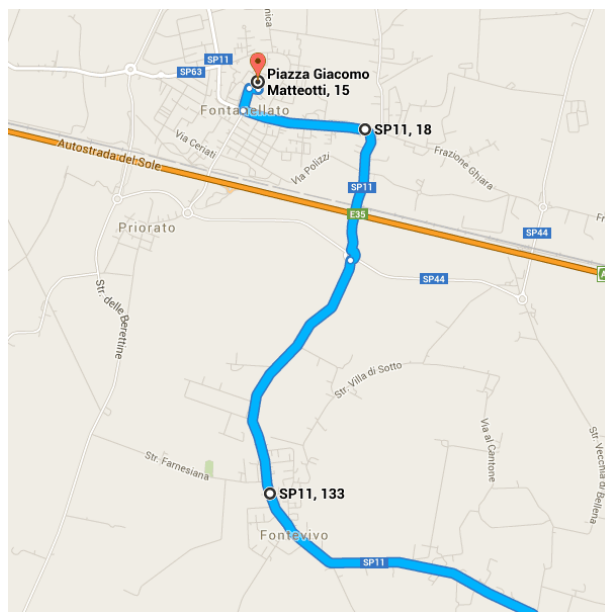 SP11
SP63
Piazza Giacomo
Matteotti, 15
Fontanellato
SP11, 18
Via Ceriati
Autostrada del Sole
Via Polizzi
Frazione Ghiara
SP11
E35
Priorato
SP44
SP44
Str. delle Berettine
Str. Villa di Sotto
Via al Cantone
Str. Vecchia di Bellena
Str. Farnesiana
SP11, 133
Fontevivo
SP11